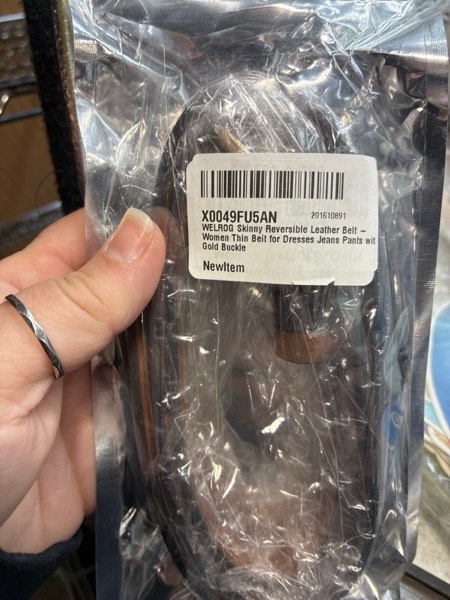 X0049FU5AN 201610891
WELROG Skinny Reversible Leather Belt –
Women Thin Belt for Dresses Jeans Pants wit
Gold Buckle
NewItem